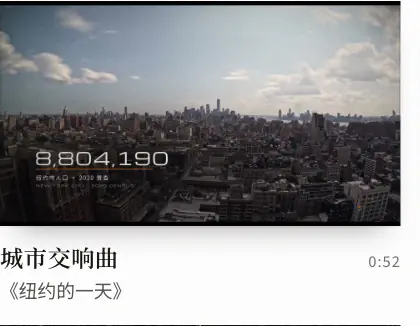 8,804,190
纽约市人口 • 2020 普查
NEW YORK CITY · 2020 CENSUS
城市交响曲
0:52
《纽约的一天》